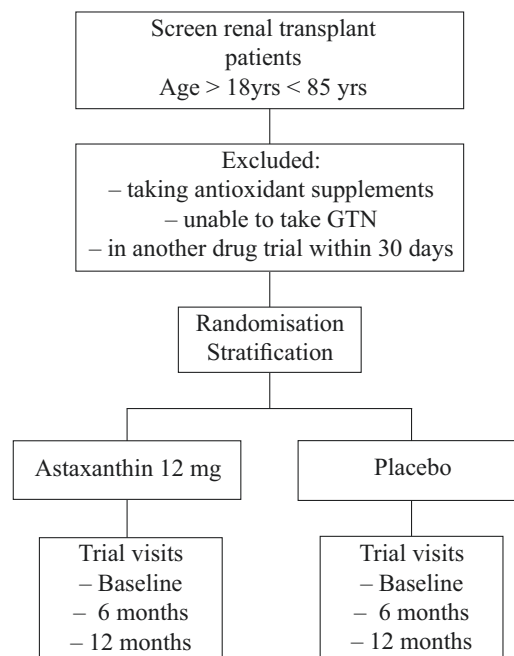 Screen renal transplant
patients
Age > 18yrs < 85 yrs
Excluded:
– taking antioxidant supplements
– unable to take GTN
– in another drug trial within 30 days
Randomisation
Stratification
Astaxanthin 12 mg
Placebo
Trial visits
– Baseline
– 6 months
– 12 months
Trial visits
– Baseline
– 6 months
– 12 months